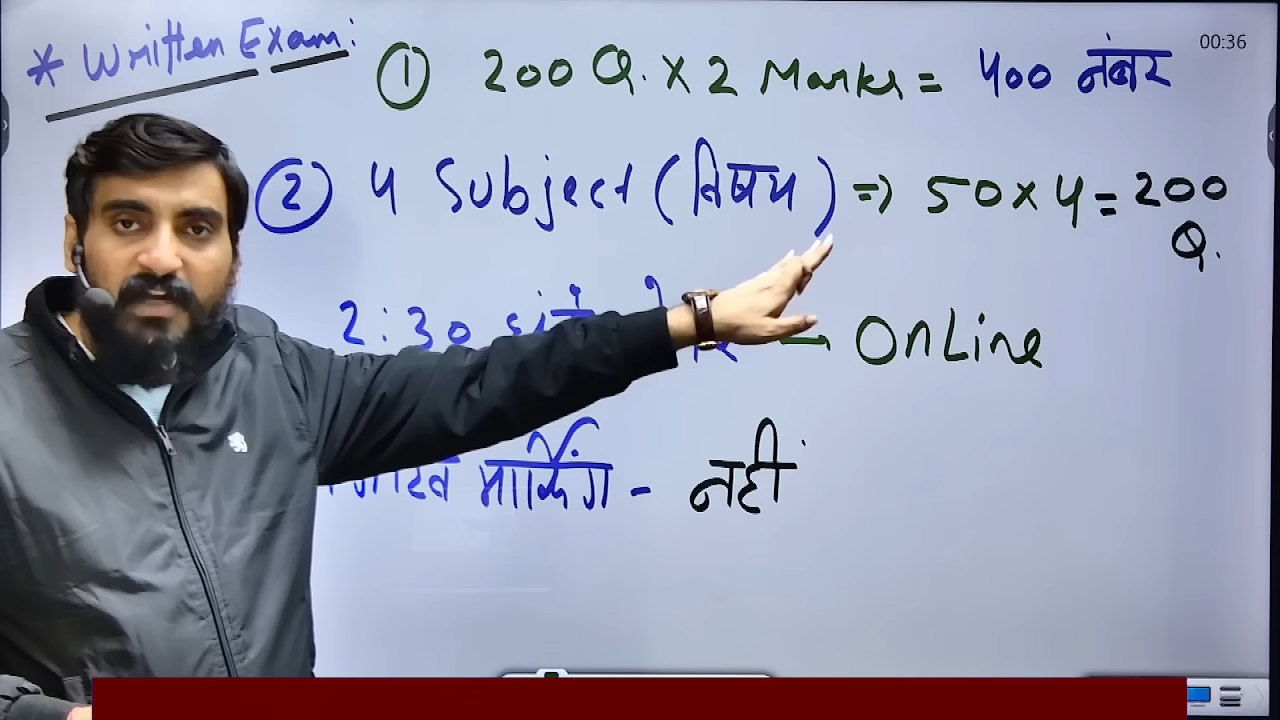 * Written Exam:
00:36
① 200 Q. x 2 Marks = 400 नंबर
② 4 Subject (विषय) => 50 x 4 = 200 Q.
2:30 - Online
मार्किंग - नहीं